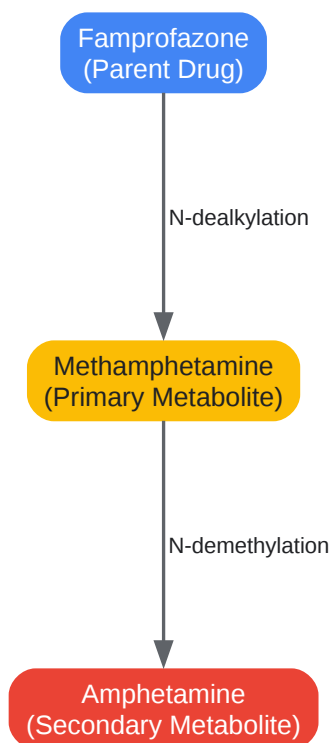 Famprofazone
(Parent Drug)
N-dealkylation
Methamphetamine
(Primary Metabolite)
N-demethylation
Amphetamine
(Secondary Metabolite)